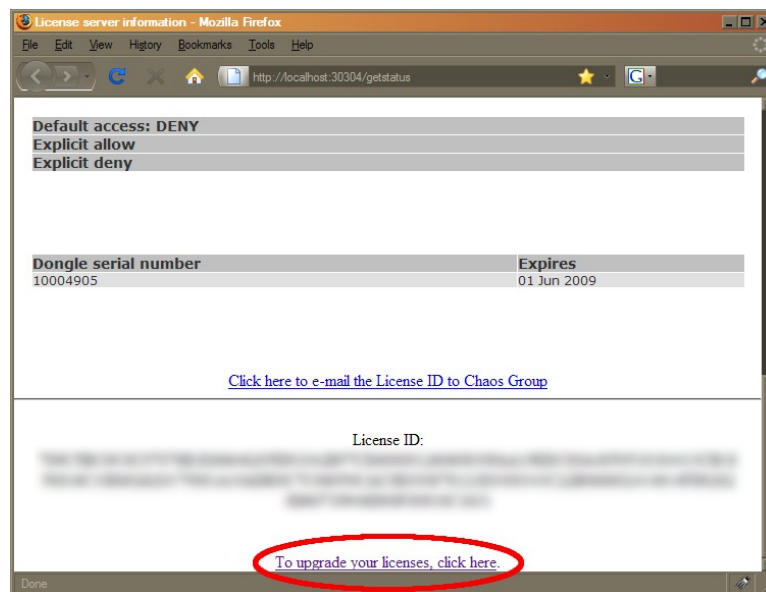 License server information - Mozilla Firefox
File Edit View History Bookmarks Tools Help
http://localhost:30304/getstatus
G
Default access: DENY
Explicit allow
Explicit deny
Dongle serial number Expires
10004905 01 Jun 2009
Click here to e-mail the License ID to Chaos Group
License ID:
To upgrade your licenses, click here.
Done